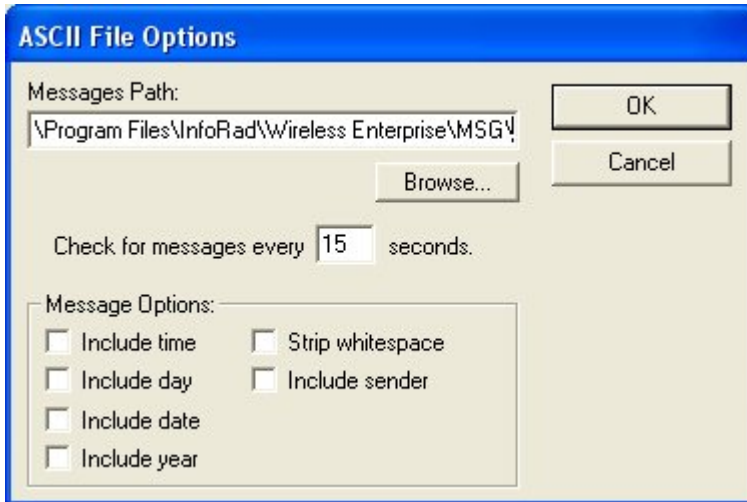 ASCII File Options
Messages Path:
\Program Files\InfoRad\Wireless Enterprise\MSG\
OK
Cancel
Browse...
Check for messages every 15 seconds.
Message Options:
Include time
Strip whitespace
Include day
Include sender
Include date
Include year